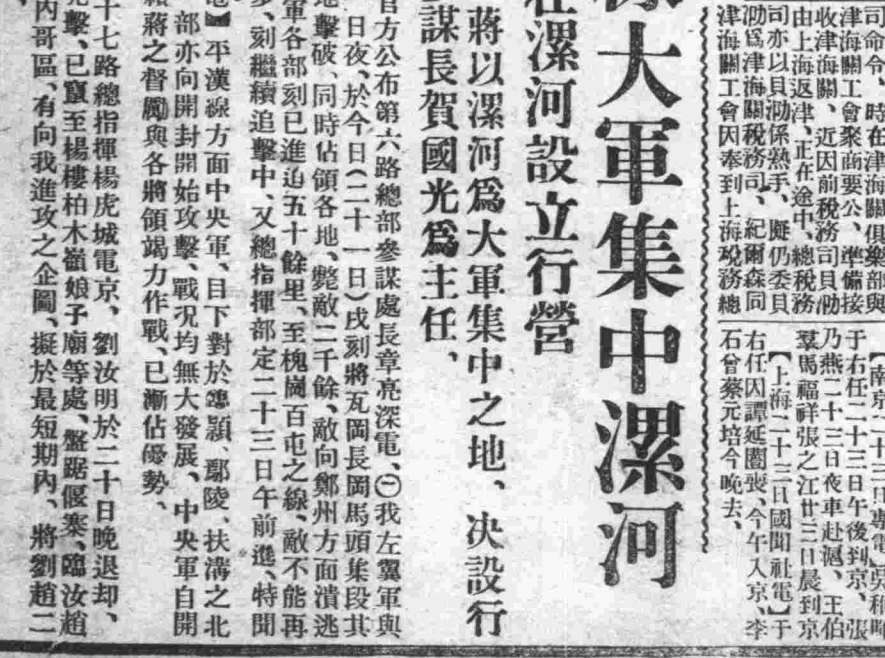 司命令、時在津海關俱樂部與
津海關工會聚商要公、準備接
收津海關、近因前稅務司貝泐
由上海返津、正在途中、總稅務
司亦以貝泐係熟手、隨仍委貝
泐爲津海關稅務司、紀爾森同
津海關工會因奉到上海稅務總
【南京二十三日專電】吳稚暉
于右任二十三日午後到京、張
乃燕二十三日夜車赴滬、王伯
羣馬福祥張之江廿三日晨到京
【上海二十三日國聞社電】于
右任因譚延闓喪、今午入京、李
石曾蔡元培今晚去、
大軍集中漯河
在漯河設立行營
蔣以漯河爲大軍集中之地、决設行
謀長賀國光爲主任、
官方公布第六路總部參謀處長章亮深電、㊀我左翼軍與
日夜、於今日(二十一日)戌刻將瓦岡長岡馬頭集段其
地擊破、同時佔領各地、斃敵二千餘、敵向鄭州方面潰逃
軍各部刻已進迫五十餘里、至槐崗百屯之線、敵不能再
、刻繼續追擊中、又總指揮部定二十三日午前進、特聞
電】平漢線方面中央軍、目下對於臨潁、鄢陵、扶溝之北
部亦向開封開始攻擊、戰況均無大發展、中央軍自開
蔣之督厲與各將領竭力作戰、已漸佔優勢、
十七路總指揮楊虎城電京、劉汝明於二十日晚退却、
擊、已竄至楊樓柏木嶺娘子廟等處、盤踞偃寨、臨汝趙
內哥區、有向我進攻之企圖、擬於最短期內、將劉趙二